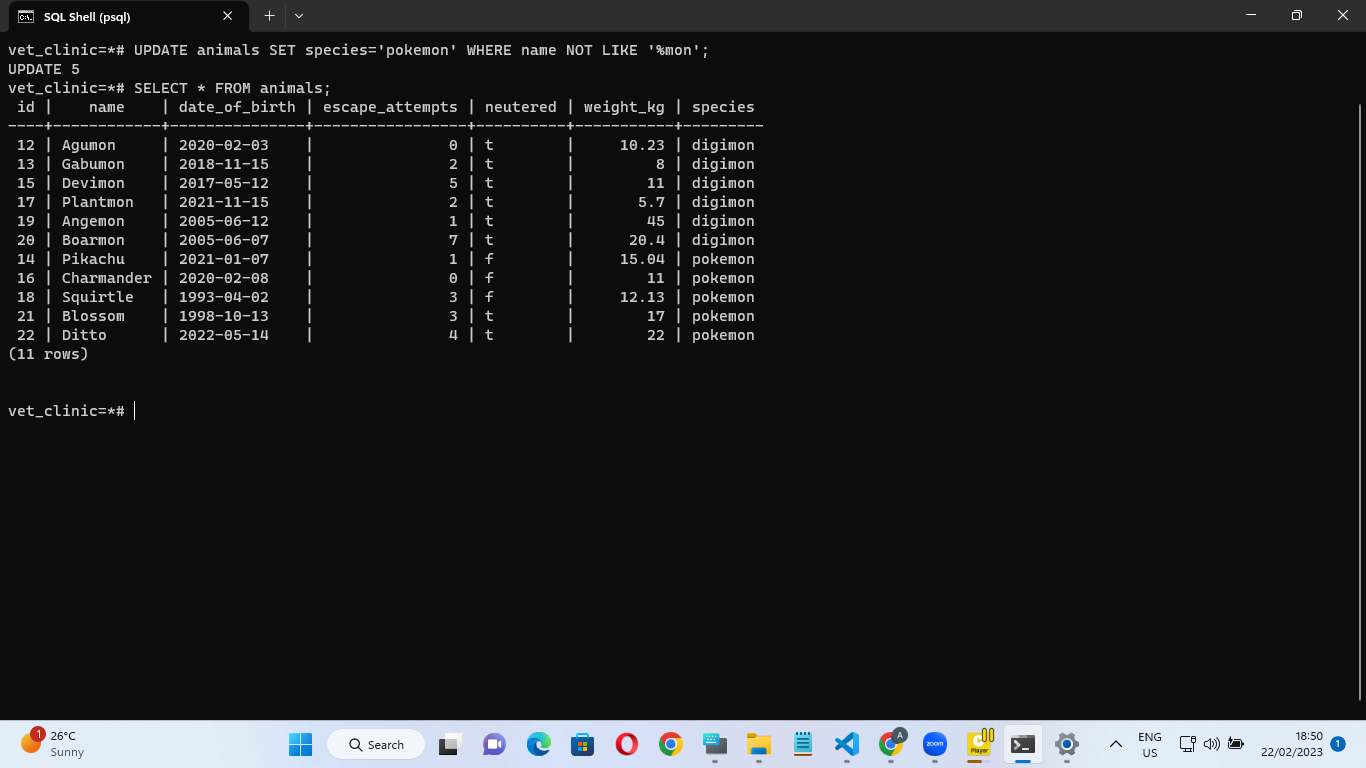 SQL Shell (psql)
vet_clinic=*# UPDATE animals SET species='pokemon' WHERE name NOT LIKE '%mon';
UPDATE 5
vet_clinic=*# SELECT * FROM animals;
 id |    name    | date_of_birth | escape_attempts | neutered | weight_kg | species
----+------------+---------------+-----------------+----------+-----------+---------
 12 | Agumon     | 2020-02-03    |               0 | t        |     10.23 | digimon
 13 | Gabumon    | 2018-11-15    |               2 | t        |         8 | digimon
 15 | Devimon    | 2017-05-12    |               5 | t        |        11 | digimon
 17 | Plantmon   | 2021-11-15    |               2 | t        |       5.7 | digimon
 19 | Angemon    | 2005-06-12    |               1 | t        |        45 | digimon
 20 | Boarmon    | 2005-06-07    |               7 | t        |      20.4 | digimon
 14 | Pikachu    | 2021-01-07    |               1 | f        |     15.04 | pokemon
 16 | Charmander | 2020-02-08    |               0 | f        |        11 | pokemon
 18 | Squirtle   | 1993-04-02    |               3 | f        |     12.13 | pokemon
 21 | Blossom    | 1998-10-13    |               3 | t        |        17 | pokemon
 22 | Ditto      | 2022-05-14    |               4 | t        |        22 | pokemon
(11 rows)
vet_clinic=*#
1
26°C
Sunny
Search
A
zoom
Player
ENG
US
18:50
22/02/2023
1